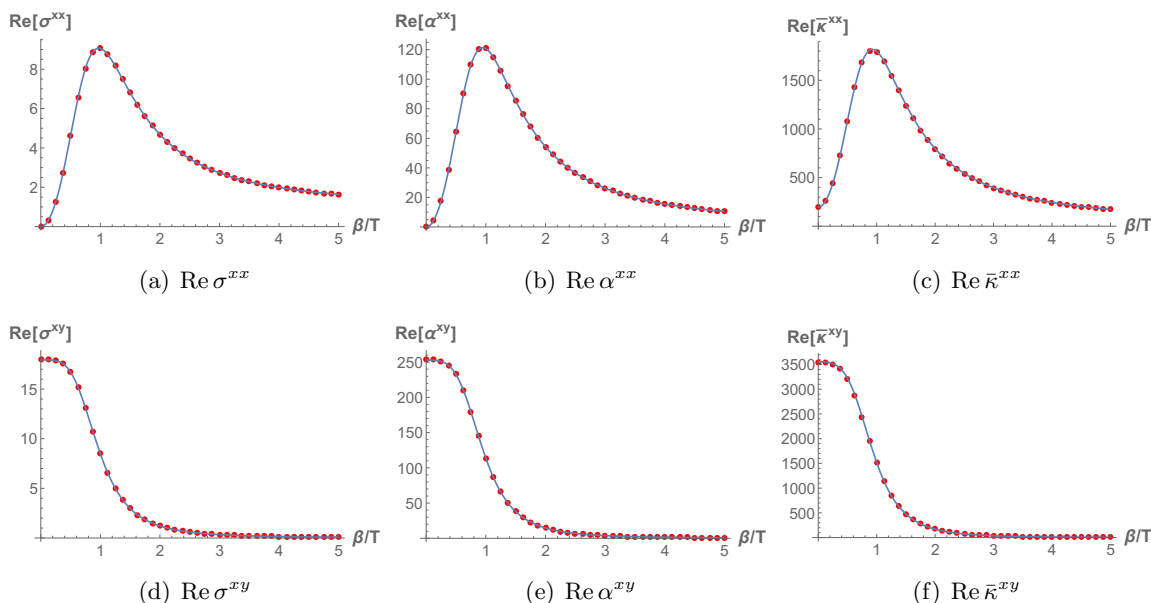 Re[σ^xx]
8
6
4
2
1 2 3 4 5
β/T
(a) Re σ^xx
Re[α^xx]
120
100
80
60
40
20
1 2 3 4 5
β/T
(b) Re α^xx
Re[κ̄^xx]
1500
1000
500
1 2 3 4 5
β/T
(c) Re κ̄^xx
Re[σ^xy]
15
10
5
1 2 3 4 5
β/T
(d) Re σ^xy
Re[α^xy]
250
200
150
100
50
1 2 3 4 5
β/T
(e) Re α^xy
Re[κ̄^xy]
3500
3000
2500
2000
1500
1000
500
1 2 3 4 5
β/T
(f) Re κ̄^xy